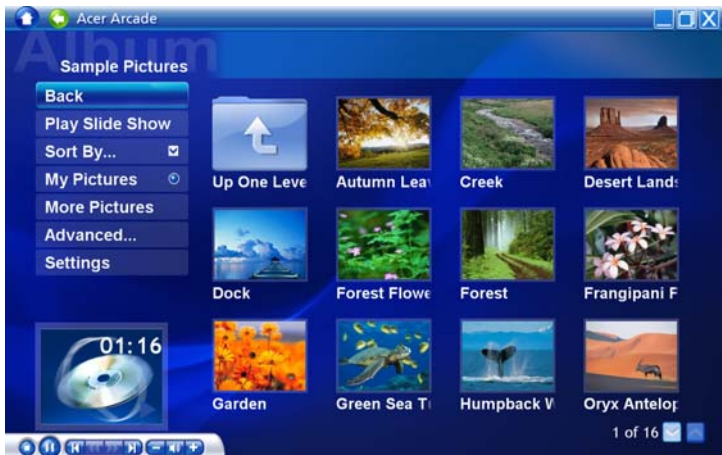 Acer Arcade
Album
Sample Pictures
Back
Play Slide Show
Sort By...
My Pictures
More Pictures
Advanced...
Settings
Up One Leve
Autumn Lea
Creek
Desert Lands
Dock
Forest Flowe
Forest
Frangipani F
Garden
Green Sea T
Humpback W
Oryx Antelop
01:16
1 of 16